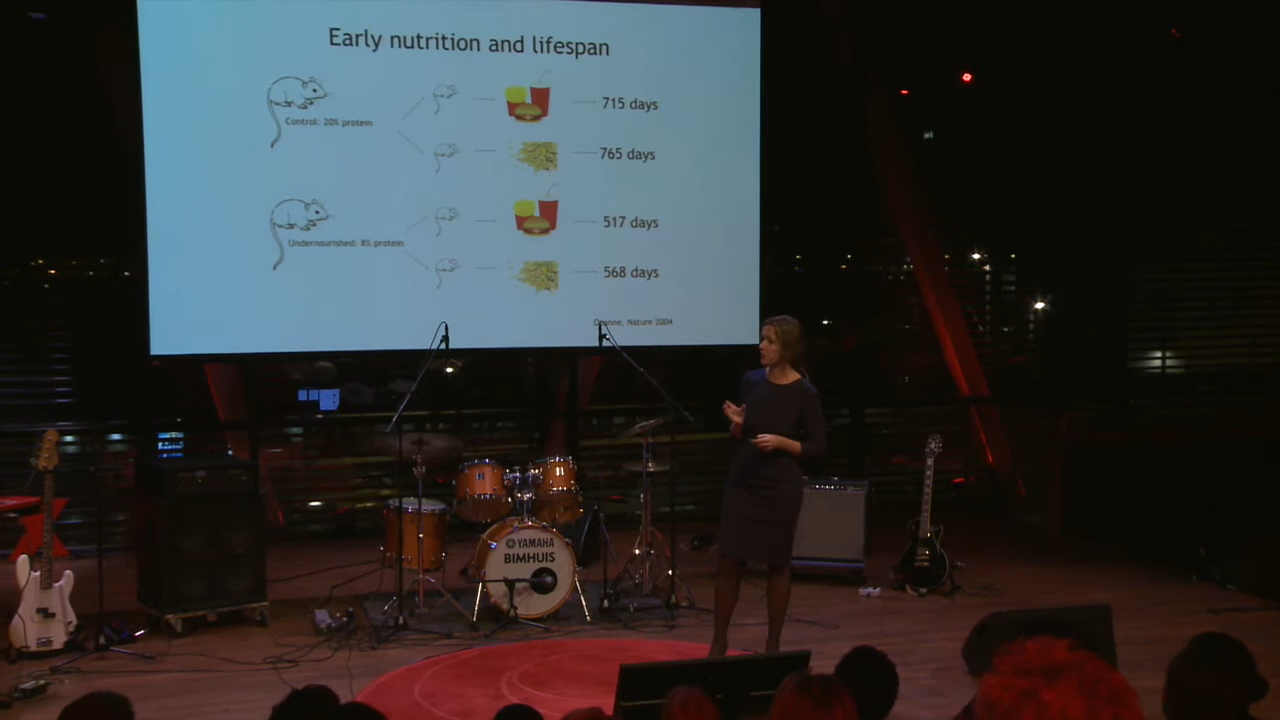 Early nutrition and lifespan
Control: 20% protein
715 days
765 days
Undernourished: 8% protein
517 days
568 days
Nature 2004
YAMAHA
BIMHUIS